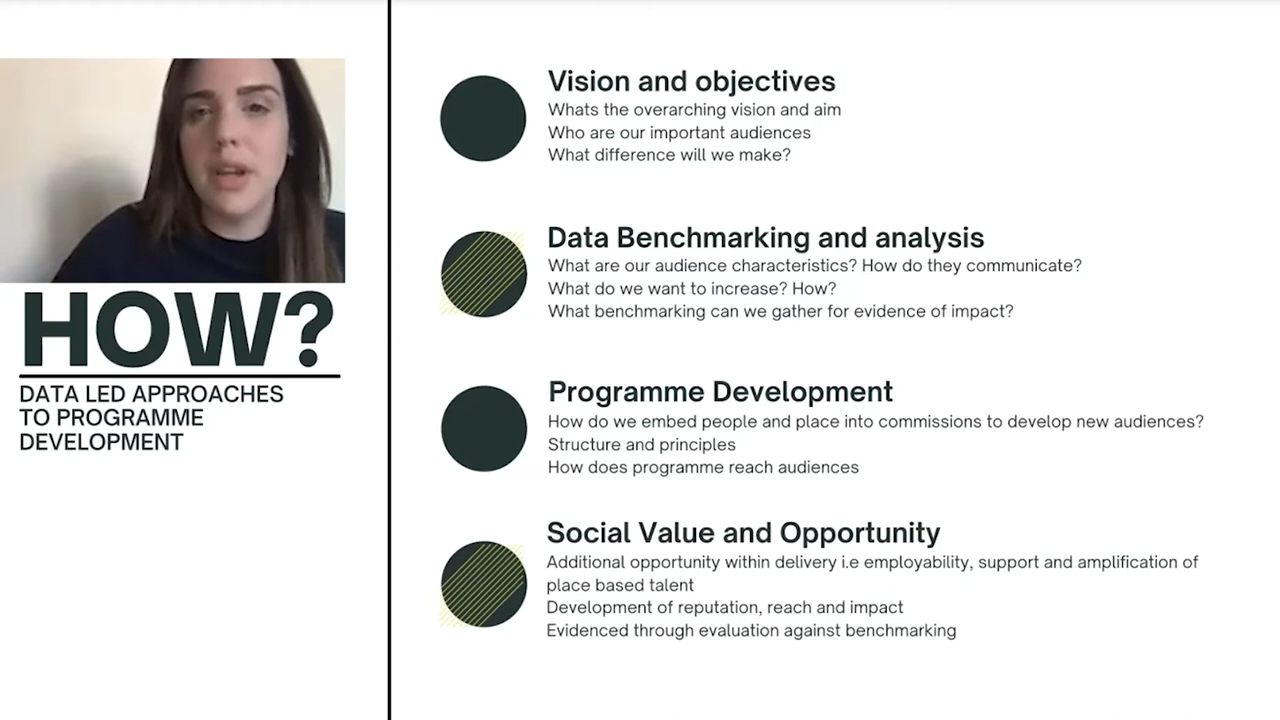 HOW?
DATA LED APPROACHES
TO PROGRAMME
DEVELOPMENT
Vision and objectives
Whats the overarching vision and aim
Who are our important audiences
What difference will we make?
Data Benchmarking and analysis
What are our audience characteristics? How do they communicate?
What do we want to increase? How?
What benchmarking can we gather for evidence of impact?
Programme Development
How do we embed people and place into commissions to develop new audiences?
Structure and principles
How does programme reach audiences
Social Value and Opportunity
Additional opportunity within delivery i.e employability, support and amplification of
place based talent
Development of reputation, reach and impact
Evidenced through evaluation against benchmarking